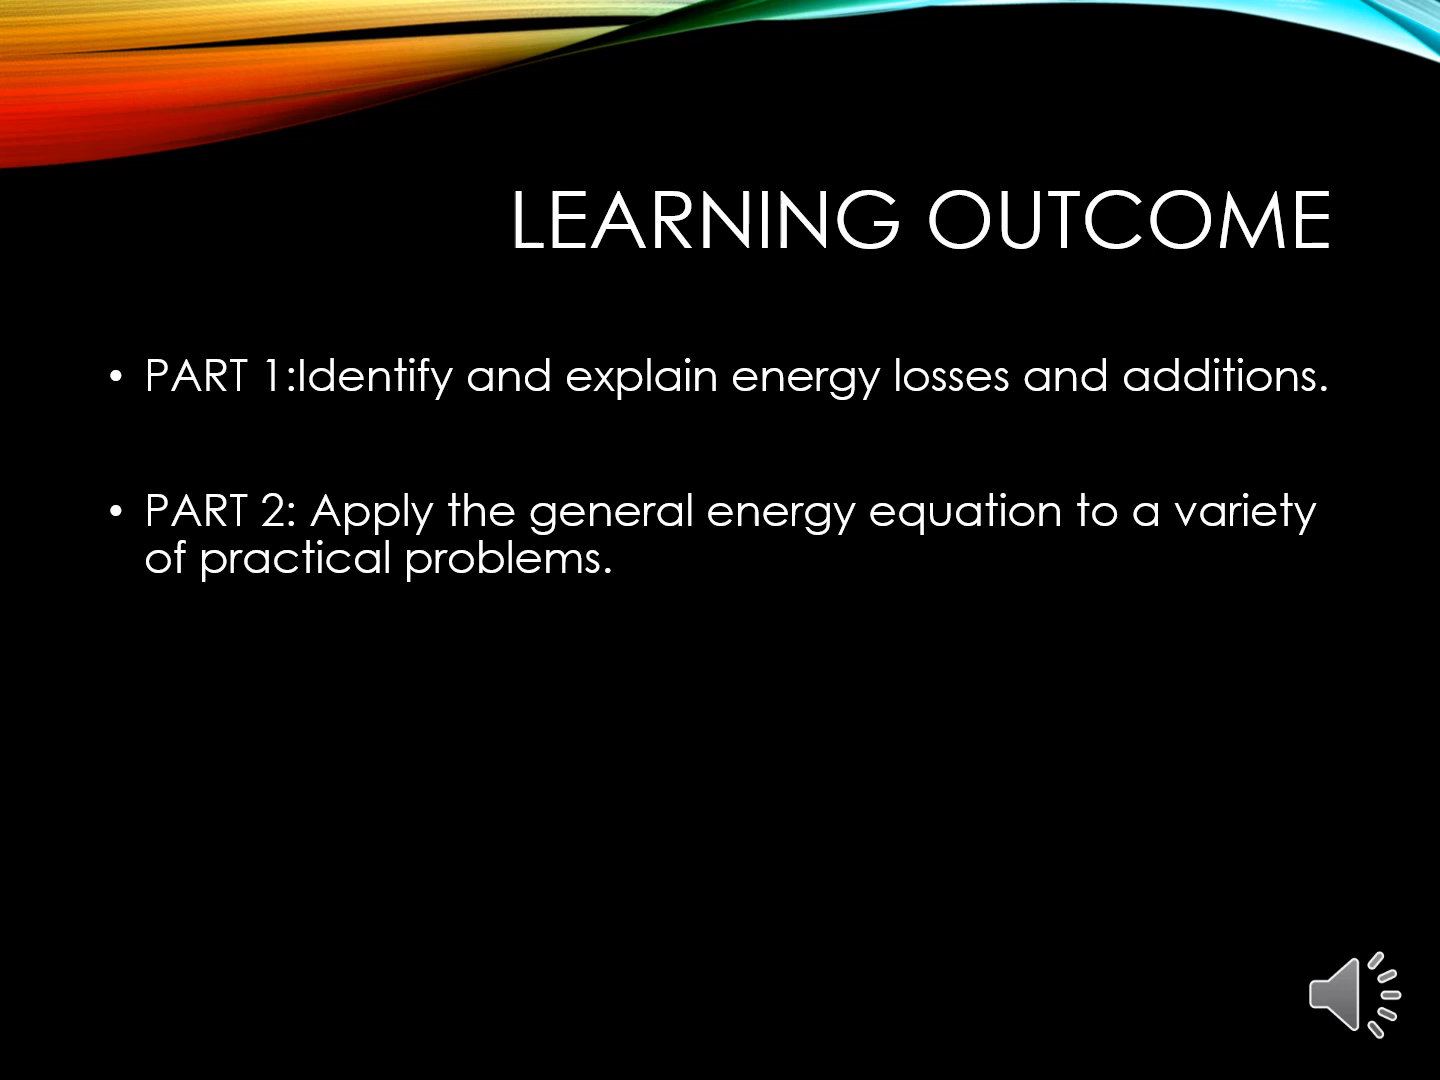 LEARNING OUTCOME
• PART 1:Identify and explain energy losses and additions.
• PART 2: Apply the general energy equation to a variety
of practical problems.